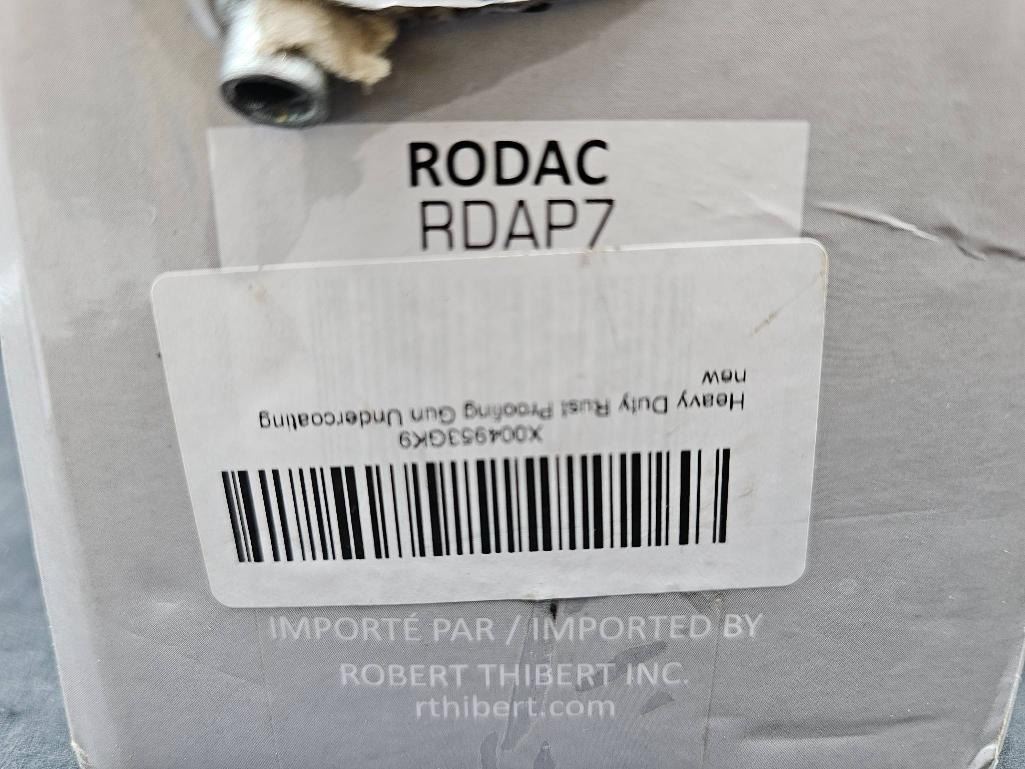 RODAC
RDAP7
X004953GK9
Heavy Duty Rust Proofing Gun Undercoating
new
IMPORTÉ PAR / IMPORTED BY
ROBERT THIBERT INC.
rthibert.com